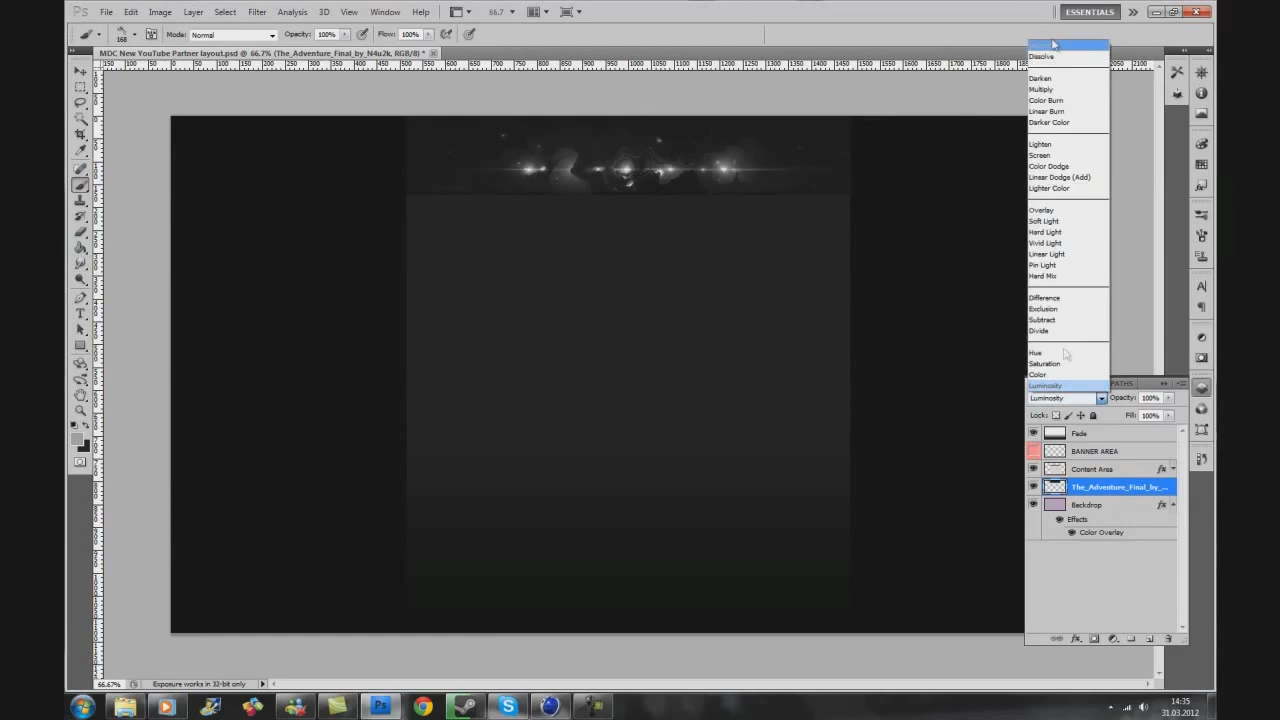 Ps File Edit Image Layer Select Filter Analysis 3D View Window Help 66.7 ESSENTIALS
168 Mode: Normal Opacity: 100% Flow: 100%
MDC New YouTube Partner layout.psd @ 66.7% (The_Adventure_Final_by_N4u2k, RGB/8) *
Dissolve
Darken
Multiply
Color Burn
Linear Burn
Darker Color
Lighten
Screen
Color Dodge
Linear Dodge (Add)
Lighter Color
Overlay
Soft Light
Hard Light
Vivid Light
Linear Light
Pin Light
Hard Mix
Difference
Exclusion
Subtract
Divide
Hue
Saturation
Color
Luminosity
PATHS
Luminosity Opacity: 100%
Lock: Fill: 100%
Fade
BANNER AREA
Content Area fx
The_Adventure_Final_by_...
Backdrop fx
Effects
Color Overlay
66.67% Exposure works in 32-bit only
Ps
14:35
31.03.2012